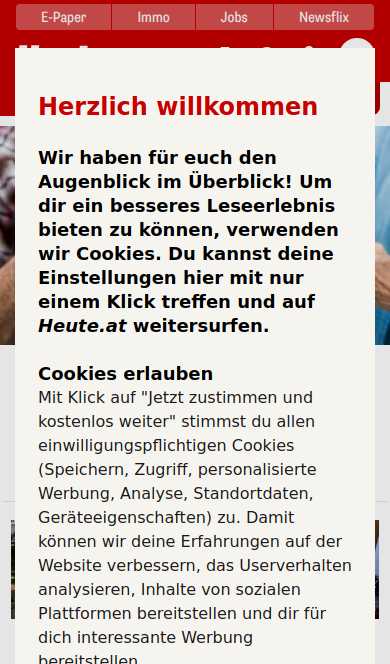 E-Paper
Immo
Jobs
Newsflix
Herzlich willkommen
Wir haben für euch den
Augenblick im Überblick! Um
dir ein besseres Leseerlebnis
bieten zu können, verwenden
wir Cookies. Du kannst deine
Einstellungen hier mit nur
einem Klick treffen und auf
Heute.at weitersurfen.
Cookies erlauben
Mit Klick auf "Jetzt zustimmen und
kostenlos weiter" stimmst du allen
einwilligungspflichtigen Cookies
(Speichern, Zugriff, personalisierte
Werbung, Analyse, Standortdaten,
Geräteeigenschaften) zu. Damit
können wir deine Erfahrungen auf der
Website verbessern, das Userverhalten
analysieren, Inhalte von sozialen
Plattformen bereitstellen und dir für
dich interessante Werbung
bereitstellen